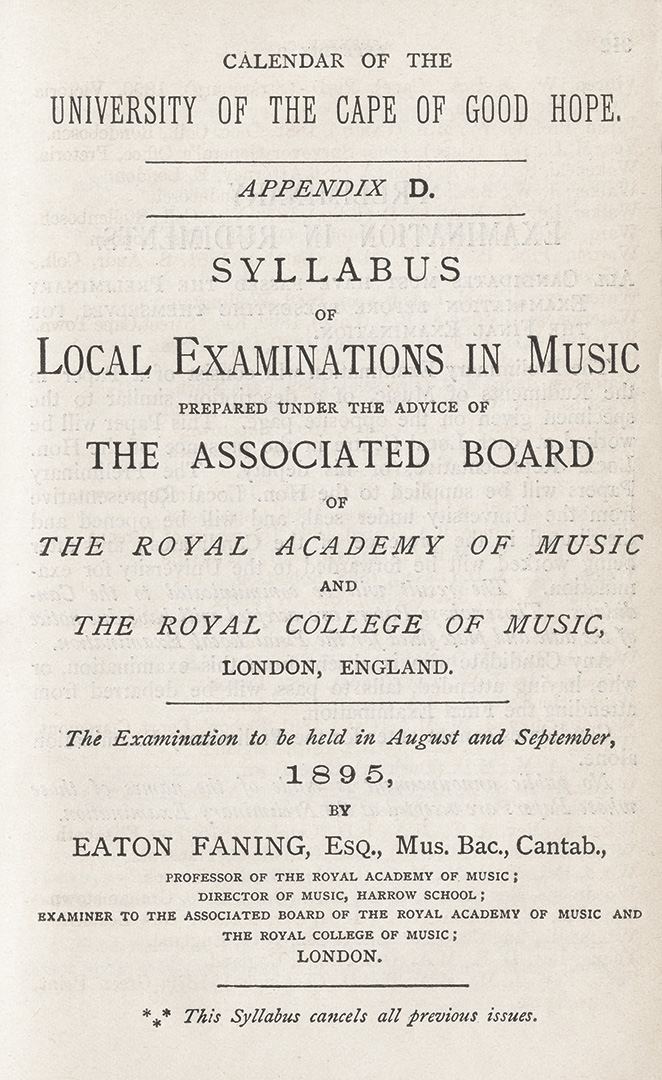 CALENDAR OF THE
UNIVERSITY OF THE CAPE OF GOOD HOPE.
APPENDIX D.
SYLLABUS
OF
LOCAL EXAMINATIONS IN MUSIC
PREPARED UNDER THE ADVICE OF
THE ASSOCIATED BOARD
OF
THE ROYAL ACADEMY OF MUSIC
AND
THE ROYAL COLLEGE OF MUSIC,
LONDON, ENGLAND.
The Examination to be held in August and September,
1895,
BY
EATON FANING, Esq., Mus. Bac., Cantab.,
PROFESSOR OF THE ROYAL ACADEMY OF MUSIC;
DIRECTOR OF MUSIC, HARROW SCHOOL;
EXAMINER TO THE ASSOCIATED BOARD OF THE ROYAL ACADEMY OF MUSIC AND
THE ROYAL COLLEGE OF MUSIC;
LONDON.
*** This Syllabus cancels all previous issues.